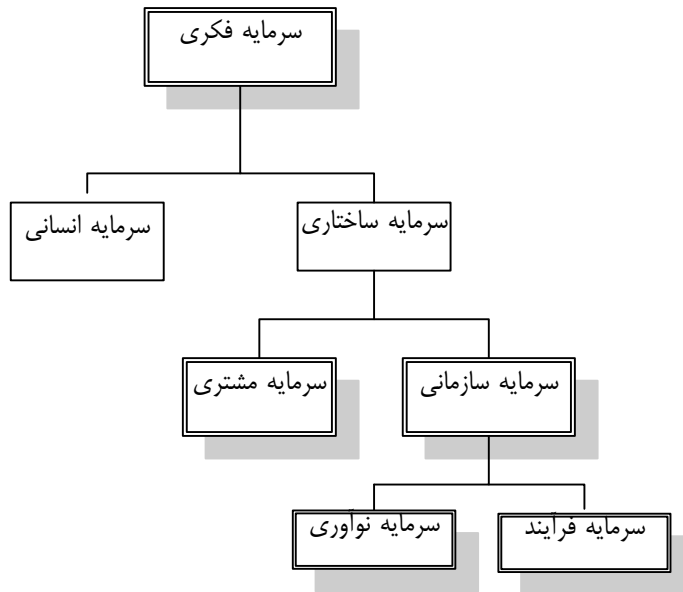 سرمایه فکری
سرمایه ساختاری
سرمایه انسانی
سرمایه سازمانی
سرمایه مشتری
سرمایه فرآیند
سرمایه نوآوری